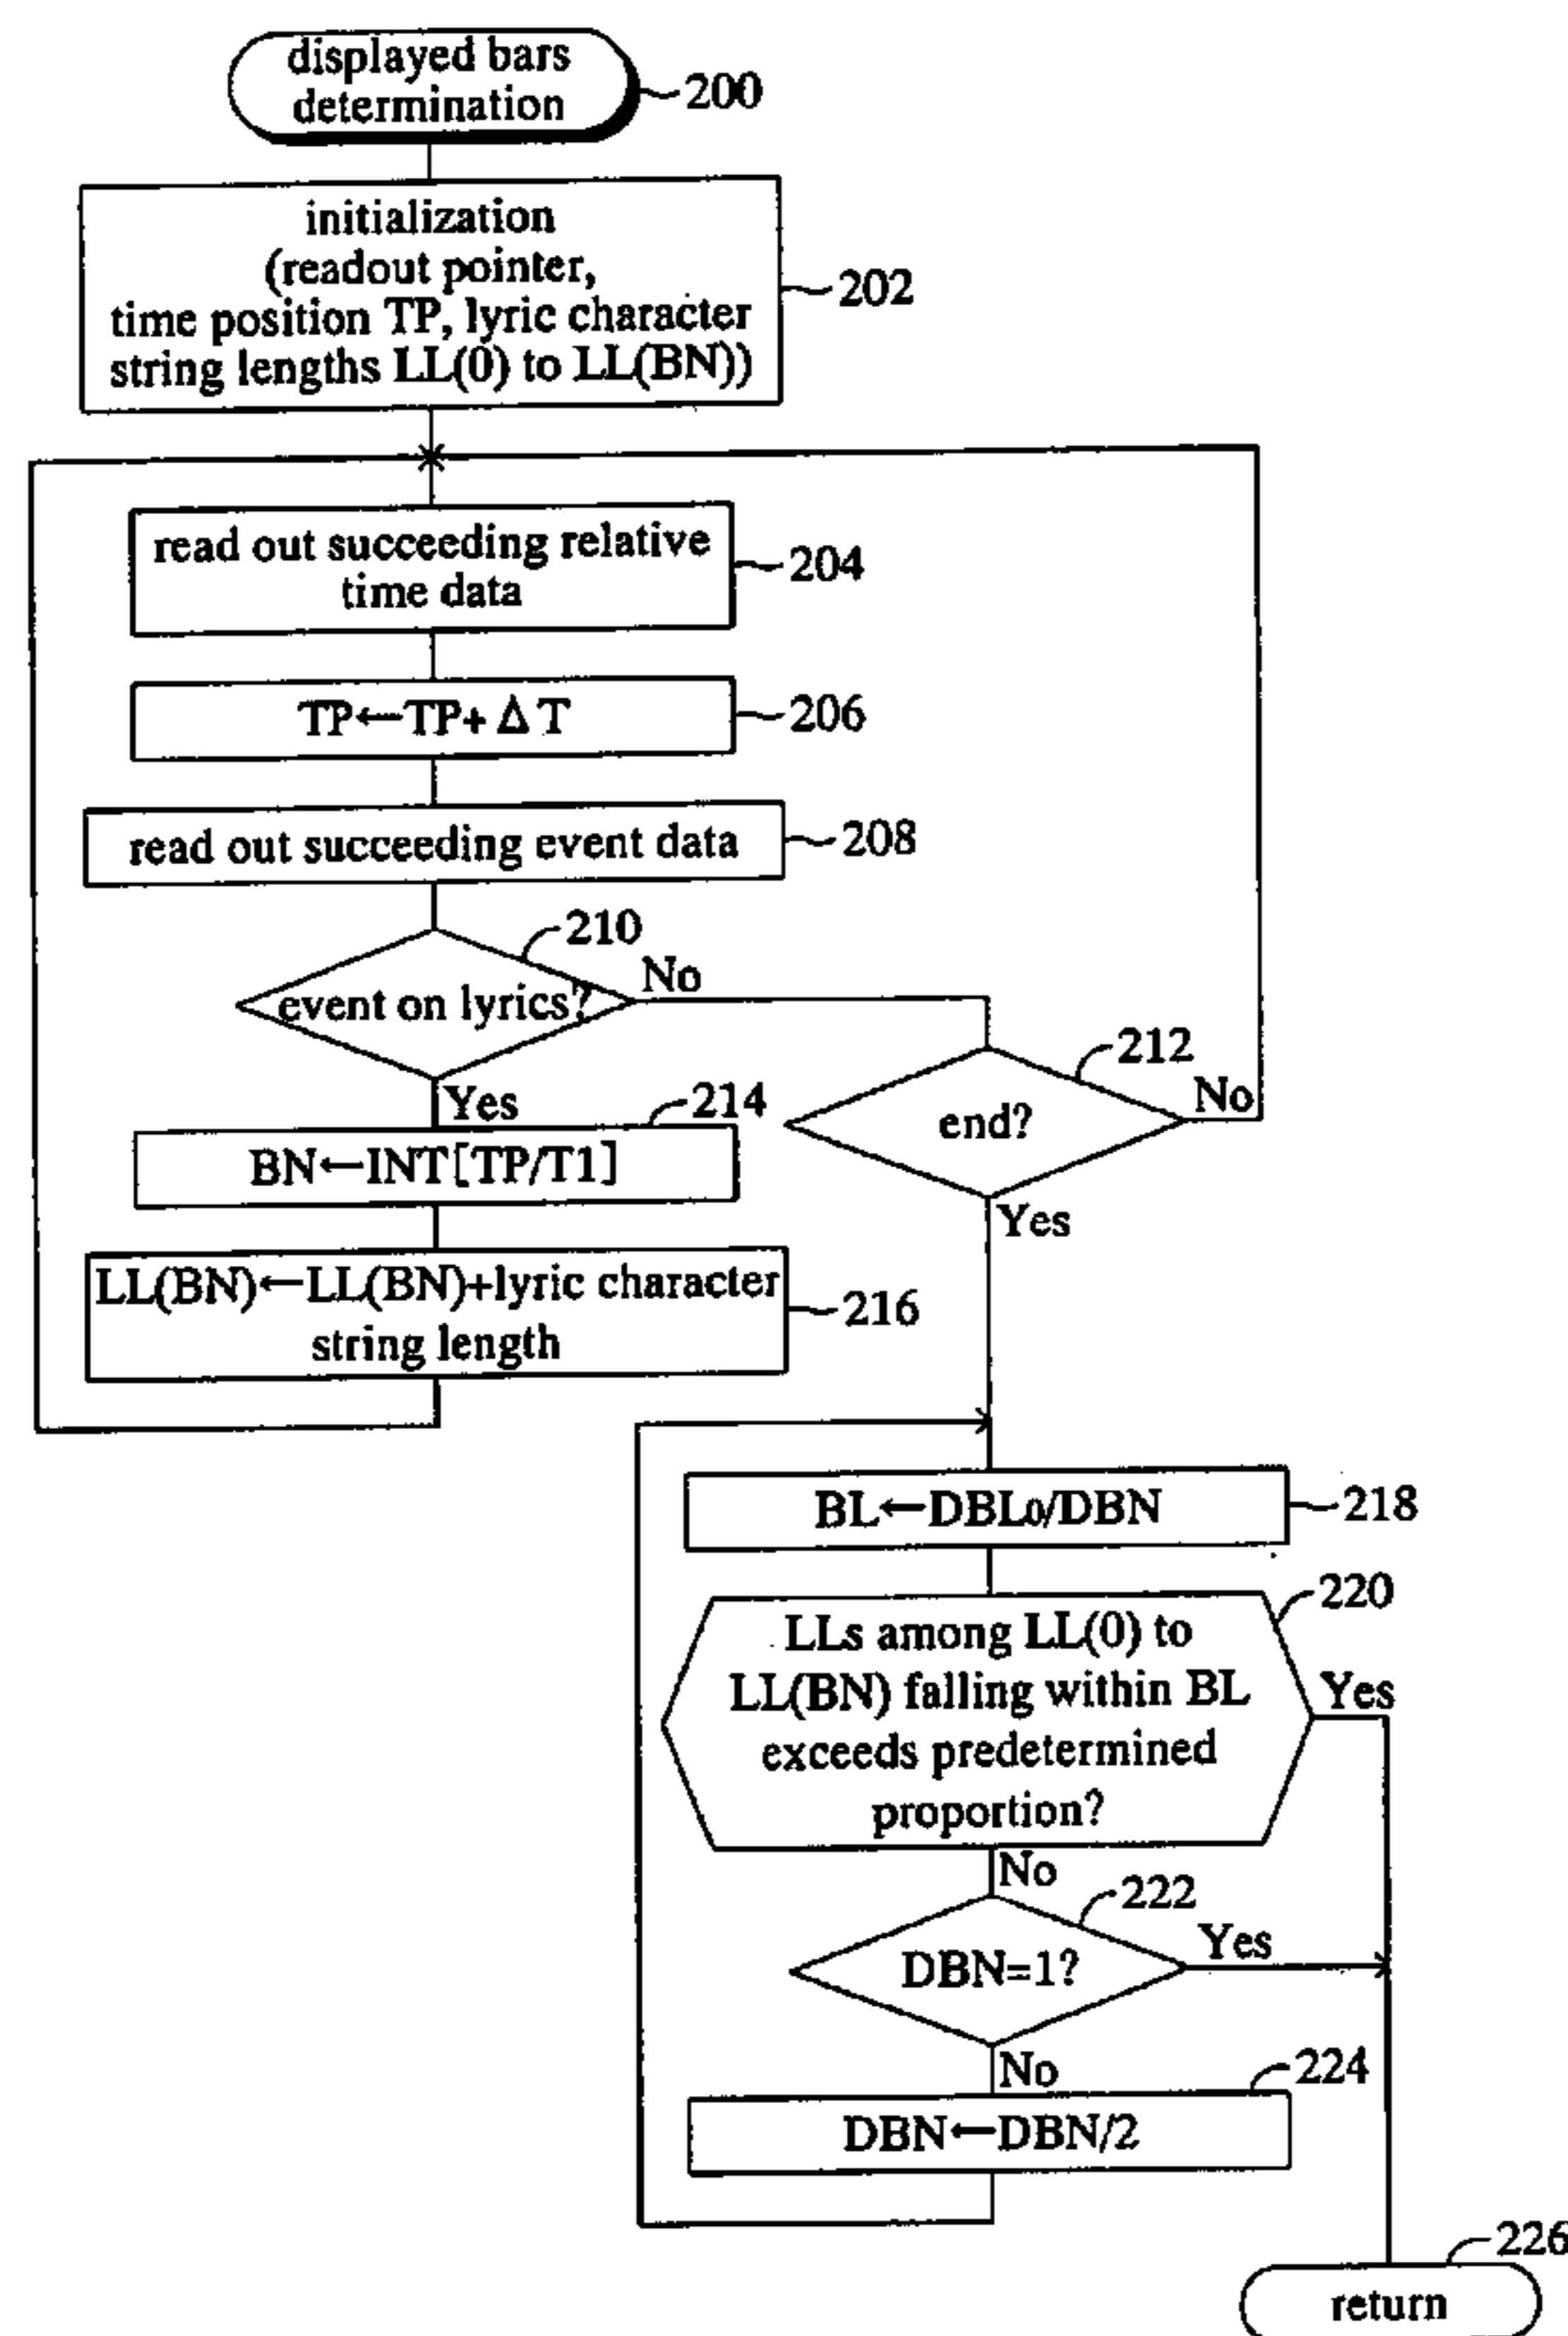 displayed bars
determination
200
initialization
(readout pointer,
time position TP, lyric character
string lengths LL(0) to LL(BN))
202
read out succeeding relative
time data
204
TP←TP+ΔT
206
read out succeeding event data
208
210
event on lyrics?
No
212
end?
No
Yes
214
BN←INT[TP/T1]
Yes
LL(BN)←LL(BN)+lyric character
string length
216
BL←DBL0/DBN
218
220
LLs among LL(0) to
LL(BN) falling within BL
exceeds predetermined
proportion?
Yes
No
222
DBN=1?
Yes
No
224
DBN←DBN/2
226
return